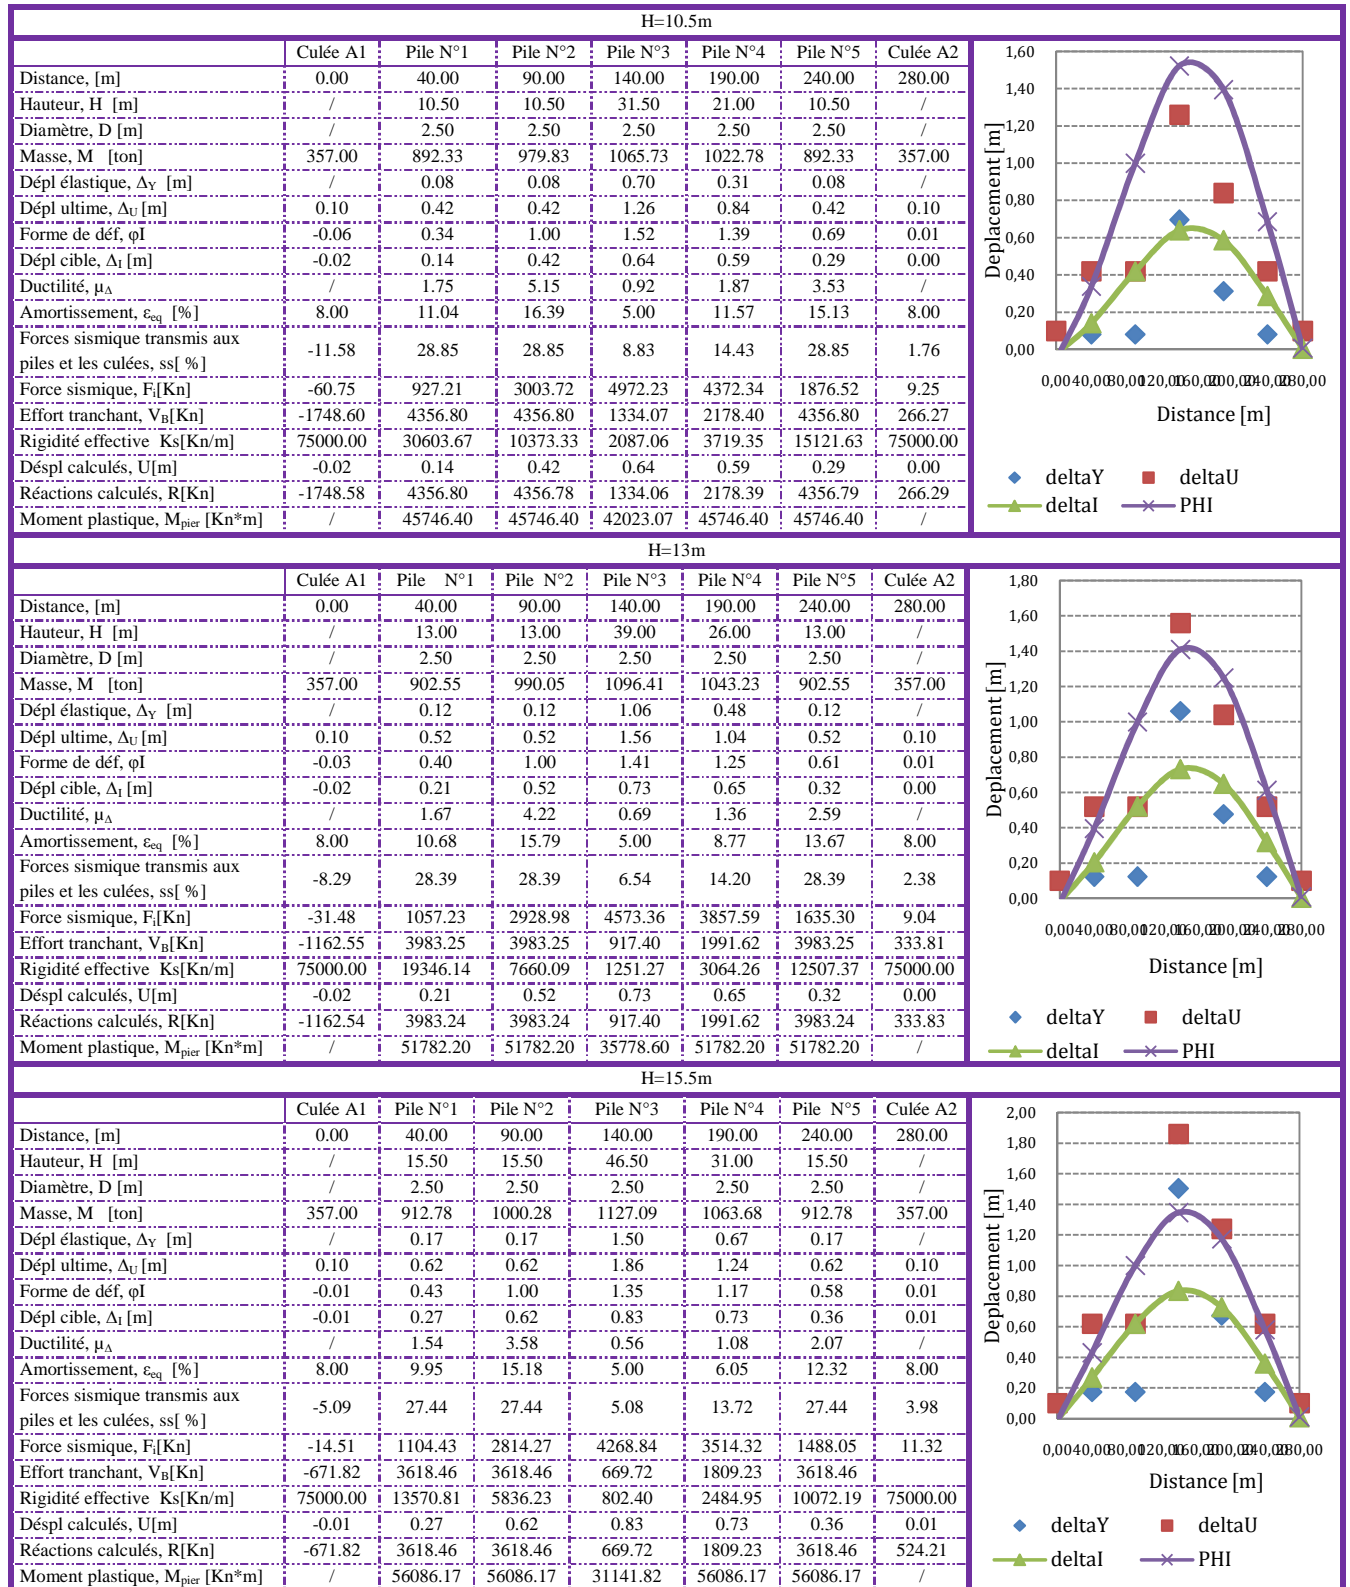 H=10.5m
Culée A1 Pile N°1 Pile N°2 Pile N°3 Pile N°4 Pile N°5 Culée A2
Distance, [m] 0.00 40.00 90.00 140.00 190.00 240.00 280.00
Hauteur, H [m] / 10.50 10.50 31.50 21.00 10.50 /
Diamètre, D [m] / 2.50 2.50 2.50 2.50 2.50 /
Masse, M [ton] 357.00 892.33 979.83 1065.73 1022.78 892.33 357.00
Dépl élastique, ΔY [m] / 0.08 0.08 0.70 0.31 0.08 /
Dépl ultime, ΔU [m] 0.10 0.42 0.42 1.26 0.84 0.42 0.10
Forme de déf, φI -0.06 0.34 1.00 1.52 1.39 0.69 0.01
Dépl cible, ΔI [m] -0.02 0.14 0.42 0.64 0.59 0.29 0.00
Ductilité, μΔ / 1.75 5.15 0.92 1.87 3.53 /
Amortissement, εeq [%] 8.00 11.04 16.39 5.00 11.57 15.13 8.00
Forces sismique transmis aux
piles et les culées, ss[ %] -11.58 28.85 28.85 8.83 14.43 28.85 1.76
Force sismique, Fi[Kn] -60.75 927.21 3003.72 4972.23 4372.34 1876.52 9.25
Effort tranchant, VB[Kn] -1748.60 4356.80 4356.80 1334.07 2178.40 4356.80 266.27
Rigidité effective Ks[Kn/m] 75000.00 30603.67 10373.33 2087.06 3719.35 15121.63 75000.00
Déspl calculés, U[m] -0.02 0.14 0.42 0.64 0.59 0.29 0.00
Réactions calculés, R[Kn] -1748.58 4356.80 4356.78 1334.06 2178.39 4356.79 266.29
Moment plastique, Mpier [Kn*m] / 45746.40 45746.40 42023.07 45746.40 45746.40 /
1,60
1,40
1,20
1,00
0,80
0,60
0,40
0,20
0,00
Deplacement [m]
0,00 40,00 80,00 120,00 160,00 200,00 240,00 280,00
Distance [m]
deltaY deltaU
deltaI PHI
H=13m
Culée A1 Pile N°1 Pile N°2 Pile N°3 Pile N°4 Pile N°5 Culée A2
Distance, [m] 0.00 40.00 90.00 140.00 190.00 240.00 280.00
Hauteur, H [m] / 13.00 13.00 39.00 26.00 13.00 /
Diamètre, D [m] / 2.50 2.50 2.50 2.50 2.50 /
Masse, M [ton] 357.00 902.55 990.05 1096.41 1043.23 902.55 357.00
Dépl élastique, ΔY [m] / 0.12 0.12 1.06 0.48 0.12 /
Dépl ultime, ΔU [m] 0.10 0.52 0.52 1.56 1.04 0.52 0.10
Forme de déf, φI -0.03 0.40 1.00 1.41 1.25 0.61 0.01
Dépl cible, ΔI [m] -0.02 0.21 0.52 0.73 0.65 0.32 0.00
Ductilité, μΔ / 1.67 4.22 0.69 1.36 2.59 /
Amortissement, εeq [%] 8.00 10.68 15.79 5.00 8.77 13.67 8.00
Forces sismique transmis aux
piles et les culées, ss[ %] -8.29 28.39 28.39 6.54 14.20 28.39 2.38
Force sismique, Fi[Kn] -31.48 1057.23 2928.98 4573.36 3857.59 1635.30 9.04
Effort tranchant, VB[Kn] -1162.55 3983.25 3983.25 917.40 1991.62 3983.25 333.81
Rigidité effective Ks[Kn/m] 75000.00 19346.14 7660.09 1251.27 3064.26 12507.37 75000.00
Déspl calculés, U[m] -0.02 0.21 0.52 0.73 0.65 0.32 0.00
Réactions calculés, R[Kn] -1162.54 3983.24 3983.24 917.40 1991.62 3983.24 333.83
Moment plastique, Mpier [Kn*m] / 51782.20 51782.20 35778.60 51782.20 51782.20 /
1,80
1,60
1,40
1,20
1,00
0,80
0,60
0,40
0,20
0,00
Deplacement [m]
0,00 40,00 80,00 120,00 160,00 200,00 240,00 280,00
Distance [m]
deltaY deltaU
deltaI PHI
H=15.5m
Culée A1 Pile N°1 Pile N°2 Pile N°3 Pile N°4 Pile N°5 Culée A2
Distance, [m] 0.00 40.00 90.00 140.00 190.00 240.00 280.00
Hauteur, H [m] / 15.50 15.50 46.50 31.00 15.50 /
Diamètre, D [m] / 2.50 2.50 2.50 2.50 2.50 /
Masse, M [ton] 357.00 912.78 1000.28 1127.09 1063.68 912.78 357.00
Dépl élastique, ΔY [m] / 0.17 0.17 1.50 0.67 0.17 /
Dépl ultime, ΔU [m] 0.10 0.62 0.62 1.86 1.24 0.62 0.10
Forme de déf, φI -0.01 0.43 1.00 1.35 1.17 0.58 0.01
Dépl cible, ΔI [m] -0.01 0.27 0.62 0.83 0.73 0.36 0.01
Ductilité, μΔ / 1.54 3.58 0.56 1.08 2.07 /
Amortissement, εeq [%] 8.00 9.95 15.18 5.00 6.05 12.32 8.00
Forces sismique transmis aux
piles et les culées, ss[ %] -5.09 27.44 27.44 5.08 13.72 27.44 3.98
Force sismique, Fi[Kn] -14.51 1104.43 2814.27 4268.84 3514.32 1488.05 11.32
Effort tranchant, VB[Kn] -671.82 3618.46 3618.46 669.72 1809.23 3618.46
Rigidité effective Ks[Kn/m] 75000.00 13570.81 5836.23 802.40 2484.95 10072.19 75000.00
Déspl calculés, U[m] -0.01 0.27 0.62 0.83 0.73 0.36 0.01
Réactions calculés, R[Kn] -671.82 3618.46 3618.46 669.72 1809.23 3618.46 524.21
Moment plastique, Mpier [Kn*m] / 56086.17 56086.17 31141.82 56086.17 56086.17 /
2,00
1,80
1,60
1,40
1,20
1,00
0,80
0,60
0,40
0,20
0,00
Deplacement [m]
0,00 40,00 80,00 120,00 160,00 200,00 240,00 280,00
Distance [m]
deltaY deltaU
deltaI PHI